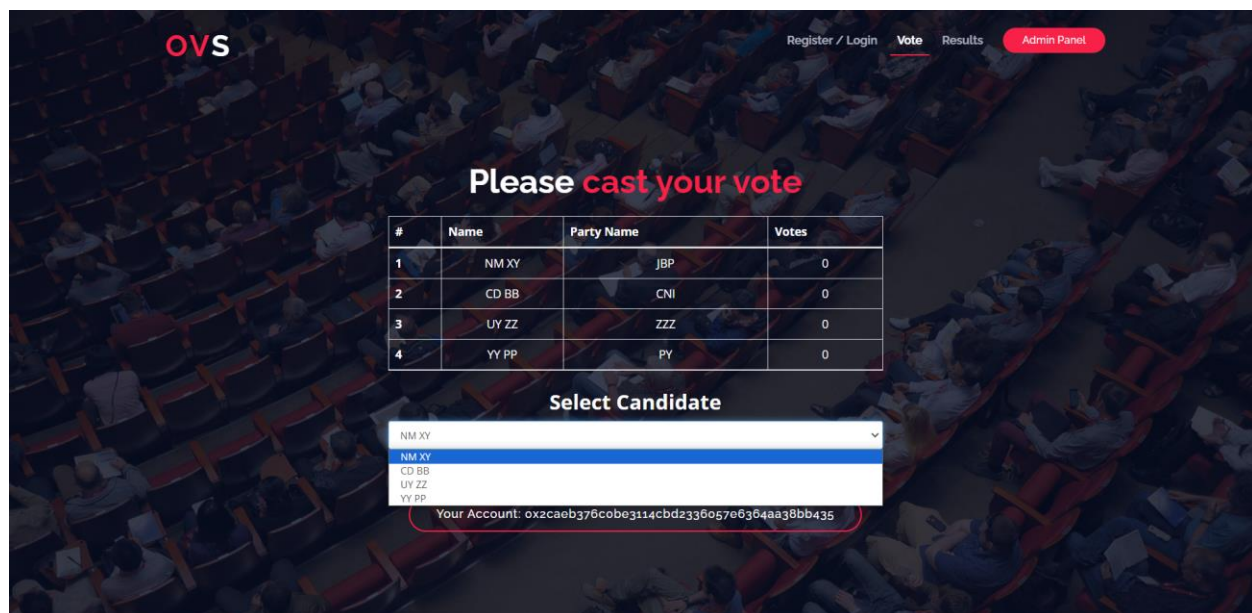 OVS
Register / Login Vote Results Admin Panel
Please cast your vote
# Name Party Name Votes
1 NM XY JBP 0
2 CD BB CNI 0
3 UY ZZ ZZZ 0
4 YY PP PY 0
Select Candidate
NM XY
NM XY
CD BB
UY ZZ
YY PP
Your Account: 0x2caeb376c0be3114cbd2336057e6364aa38bb435